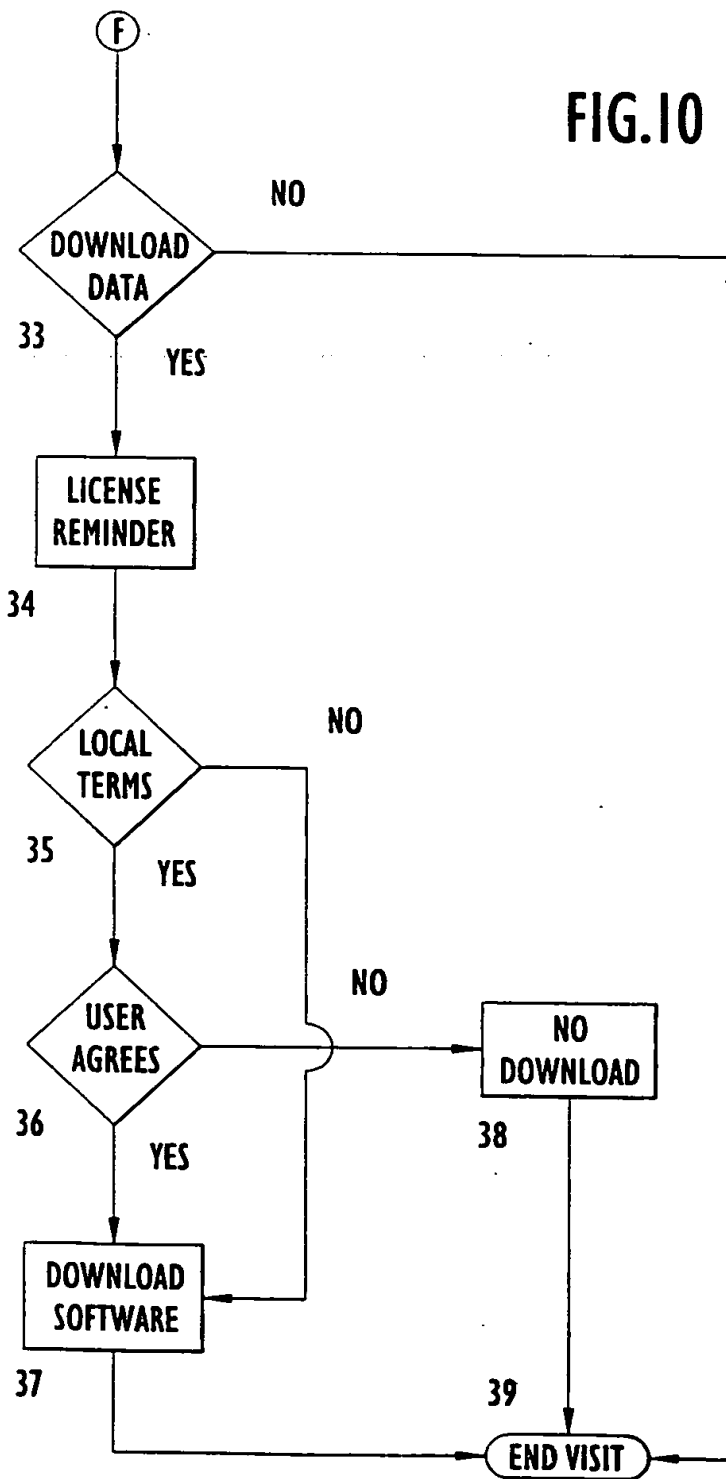 F
FIG.10
NO
DOWNLOAD
DATA
33
YES
LICENSE
REMINDER
34
NO
LOCAL
TERMS
35
YES
NO
USER
AGREES
NO
DOWNLOAD
36
38
YES
DOWNLOAD
SOFTWARE
37
39
END VISIT